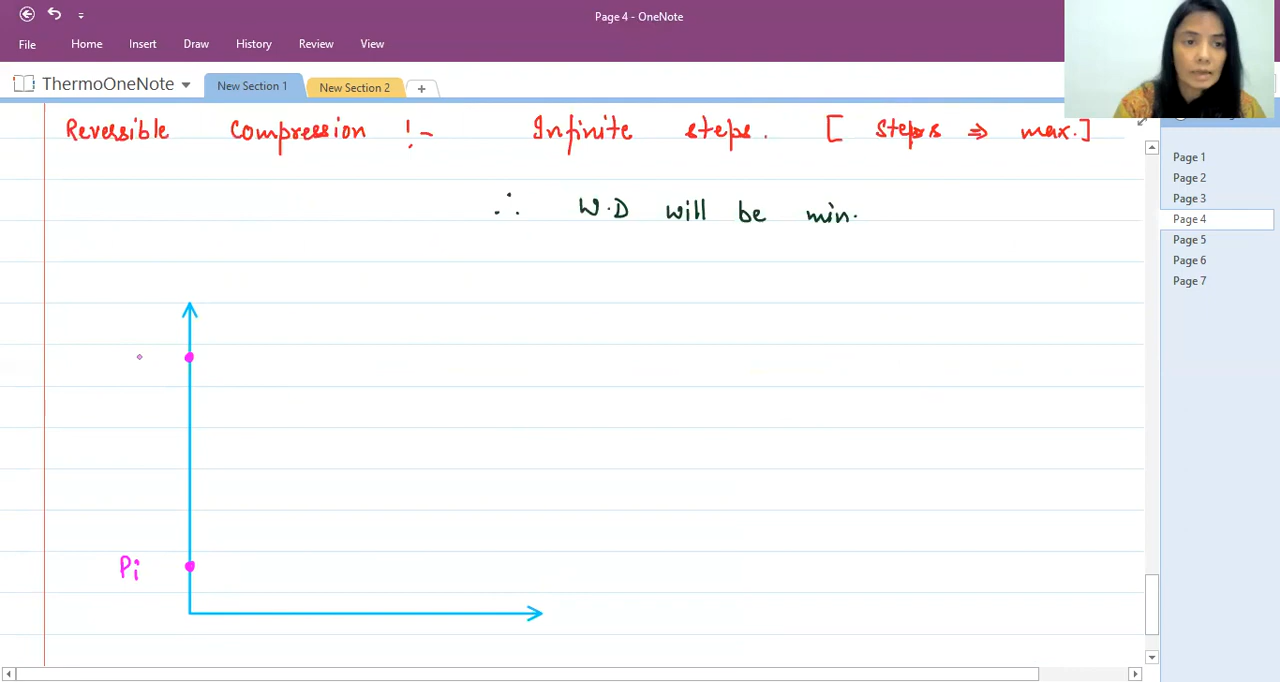 Page 4 - OneNote
File Home Insert Draw History Review View
ThermoOneNote New Section 1 New Section 2 +
Reversible Compression :- Infinite steps. [ Steps ⇒ max. ]
∴ W.D will be min.
Pi
Page 1
Page 2
Page 3
Page 4
Page 5
Page 6
Page 7